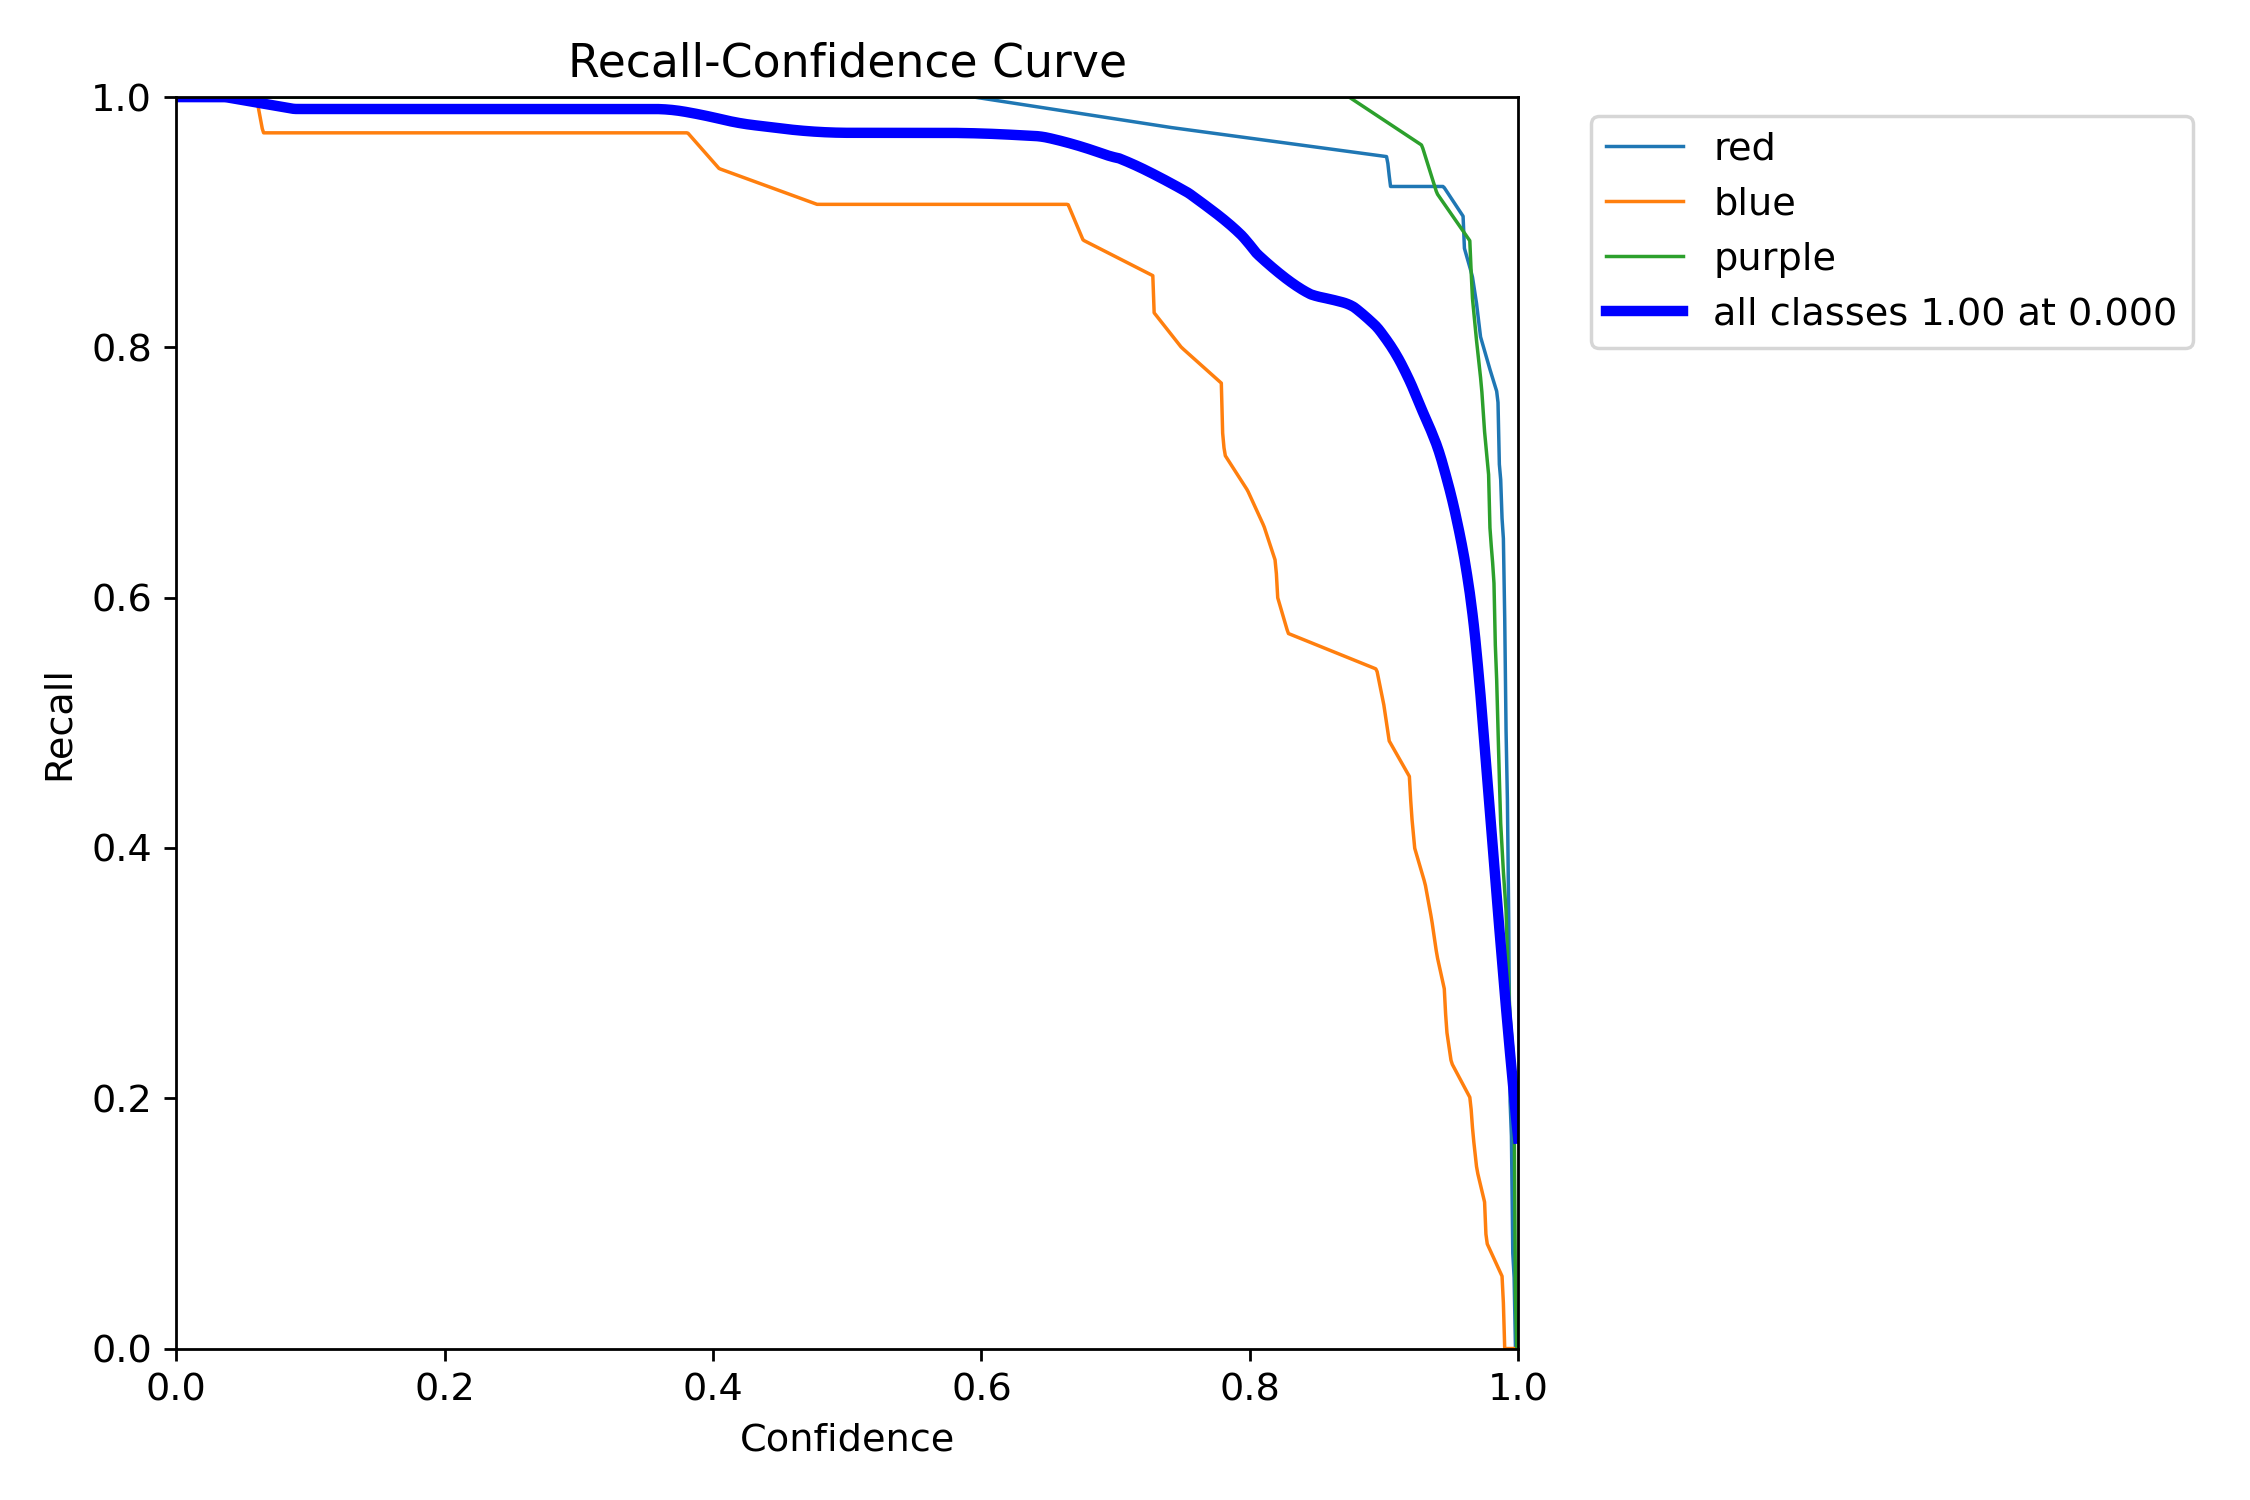 Recall-Confidence Curve
1.0
0.8
0.6
0.4
0.2
0.0
Recall
0.0 0.2 0.4 0.6 0.8 1.0
Confidence
red
blue
purple
all classes 1.00 at 0.000